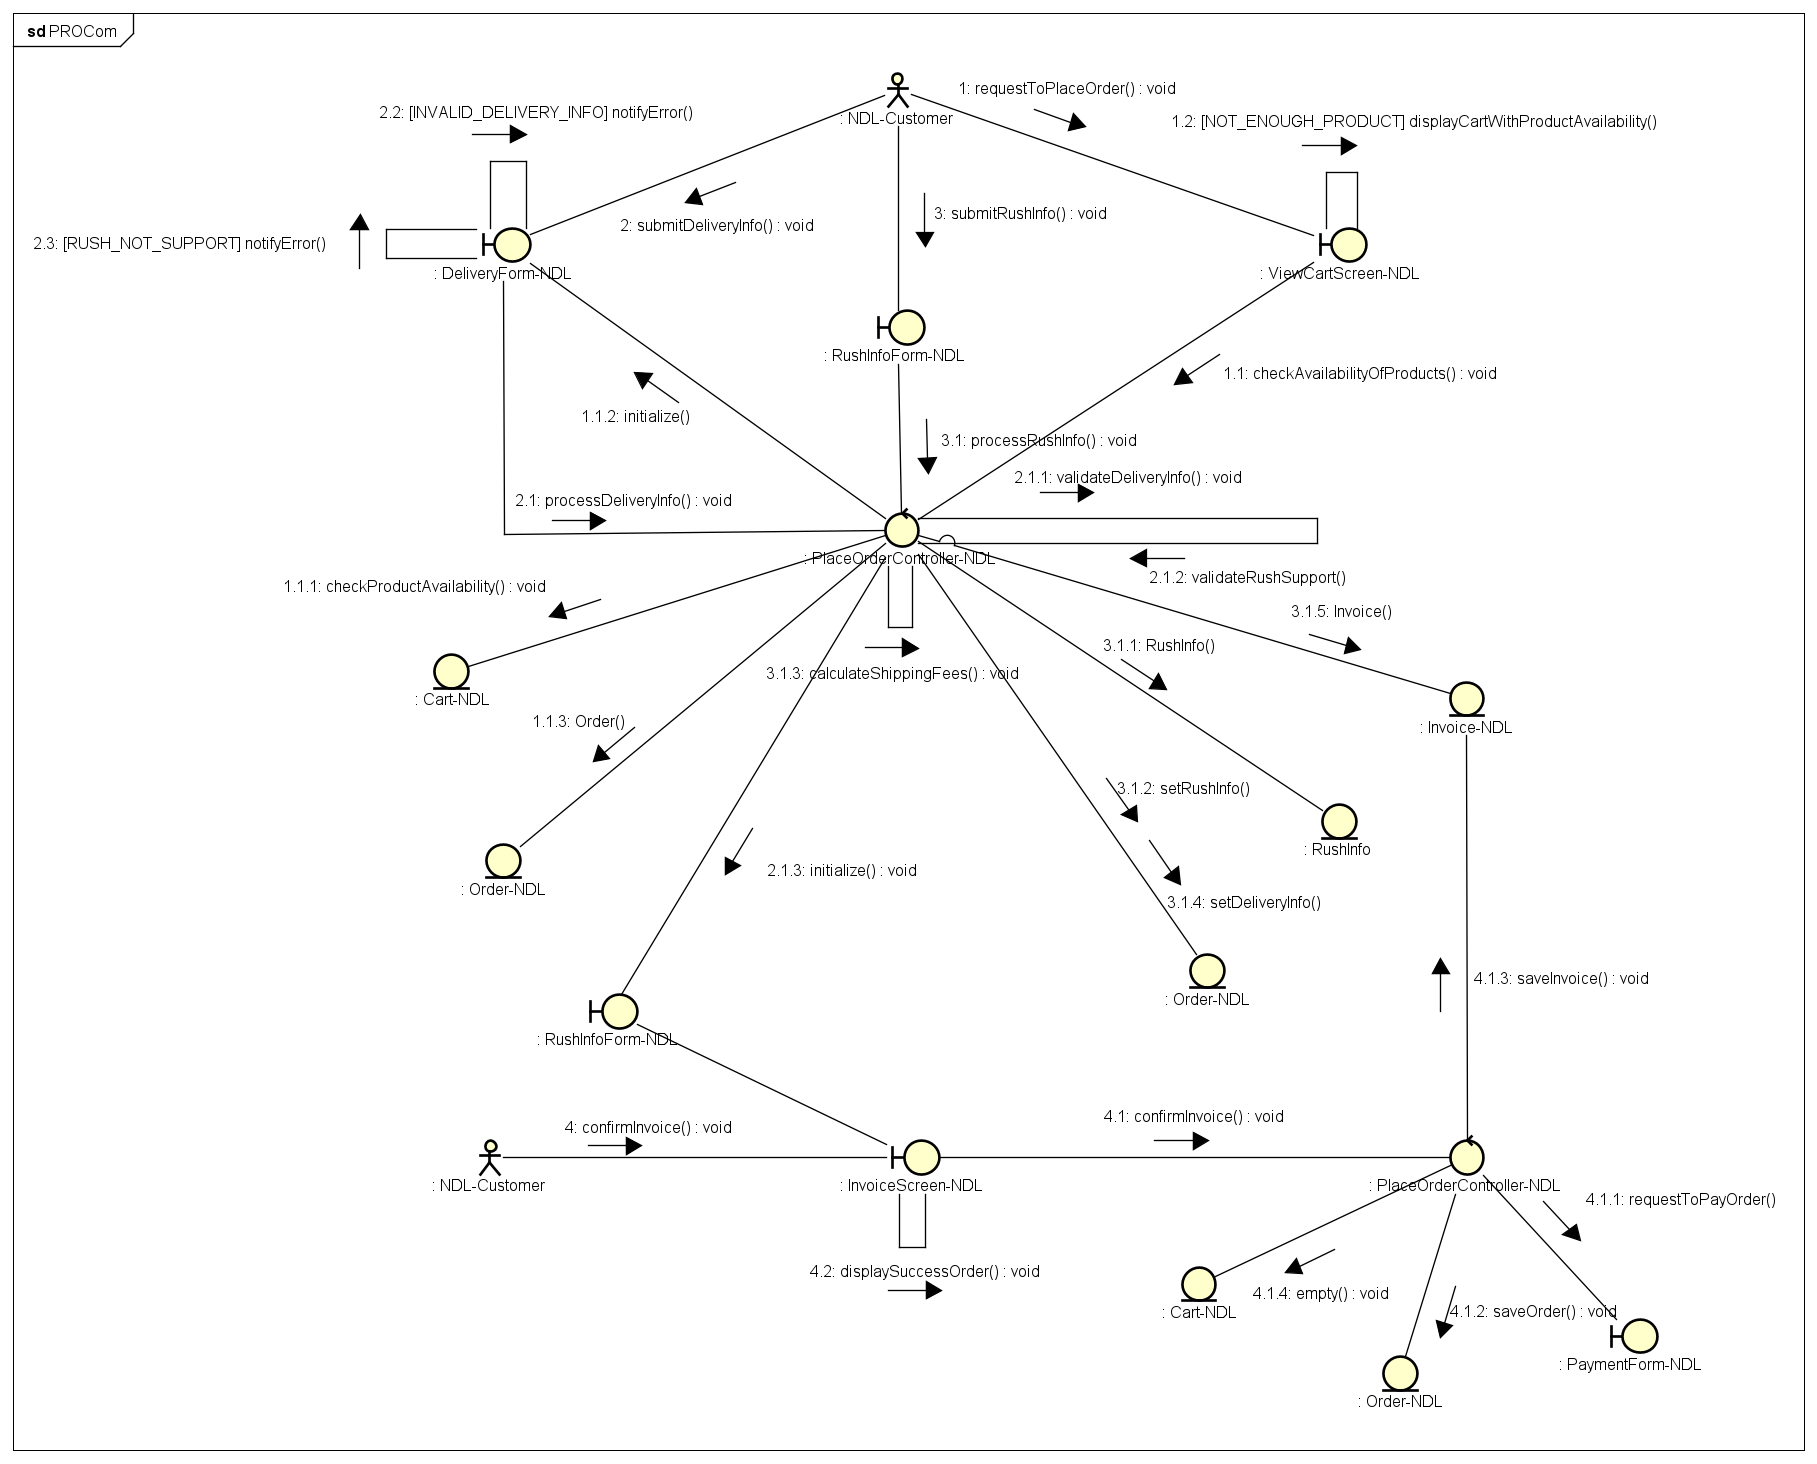 sd PROCom
1: requestToPlaceOrder() : void
2.2: [INVALID_DELIVERY_INFO] notifyError()
: NDL-Customer
1.2: [NOT_ENOUGH_PRODUCT] displayCartWithProductAvailability()
3: submitRushInfo() : void
2: submitDeliveryInfo() : void
2.3: [RUSH_NOT_SUPPORT] notifyError()
: DeliveryForm-NDL
: ViewCartScreen-NDL
: RushInfoForm-NDL
1.1: checkAvailabilityOfProducts() : void
1.1.2: initialize()
3.1: processRushInfo() : void
2.1.1: validateDeliveryInfo() : void
2.1: processDeliveryInfo() : void
: PlaceOrderController-NDL
2.1.2: validateRushSupport()
1.1.1: checkProductAvailability() : void
3.1.5: Invoice()
3.1.1: RushInfo()
3.1.3: calculateShippingFees() : void
: Cart-NDL
1.1.3: Order()
: Invoice-NDL
3.1.2: setRushInfo()
: RushInfo
2.1.3: initialize() : void
: Order-NDL
3.1.4: setDeliveryInfo()
4.1.3: saveInvoice() : void
: Order-NDL
: RushInfoForm-NDL
4.1: confirmInvoice() : void
4: confirmInvoice() : void
: NDL-Customer
: InvoiceScreen-NDL
: PlaceOrderController-NDL
4.1.1: requestToPayOrder()
4.2: displaySuccessOrder() : void
4.1.4: empty() : void
: Cart-NDL
4.1.2: saveOrder() : void
: PaymentForm-NDL
: Order-NDL